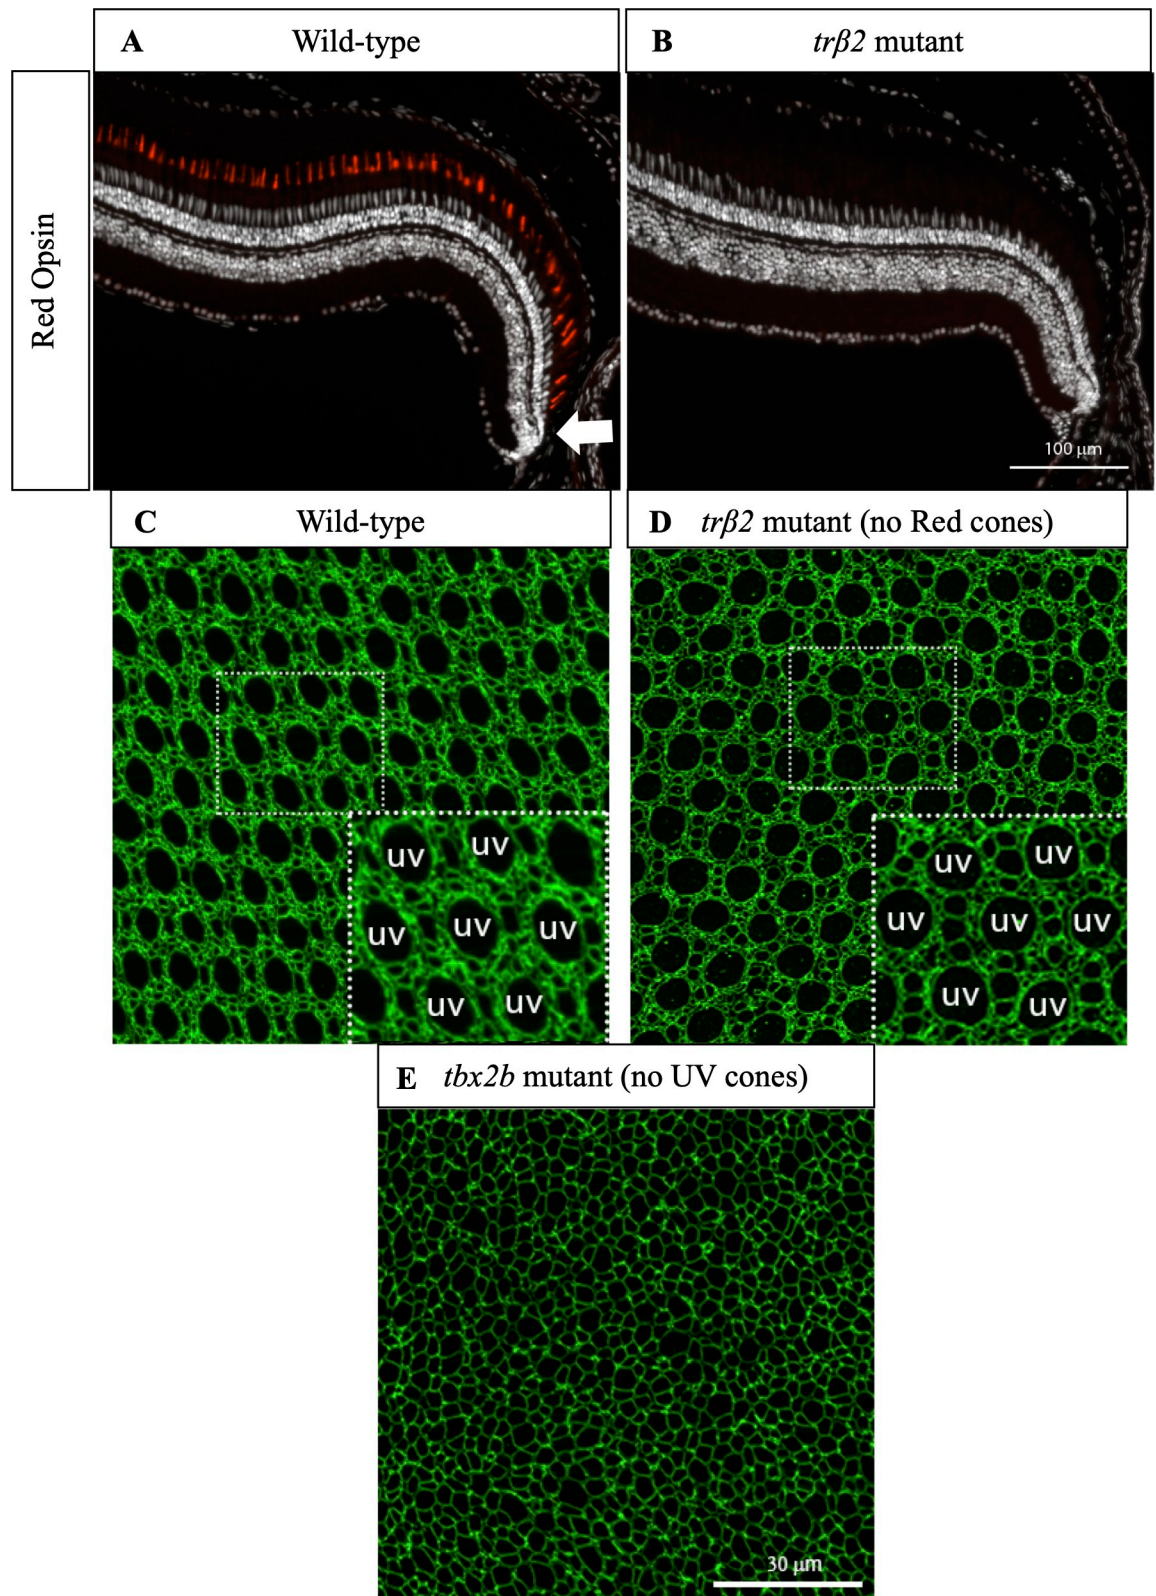 A Wild-type
B trβ2 mutant
Red Opsin
100 µm
C Wild-type
D trβ2 mutant (no Red cones)
uv uv
uv uv uv
uv uv
uv uv
uv uv uv
uv uv
E tbx2b mutant (no UV cones)
30 µm